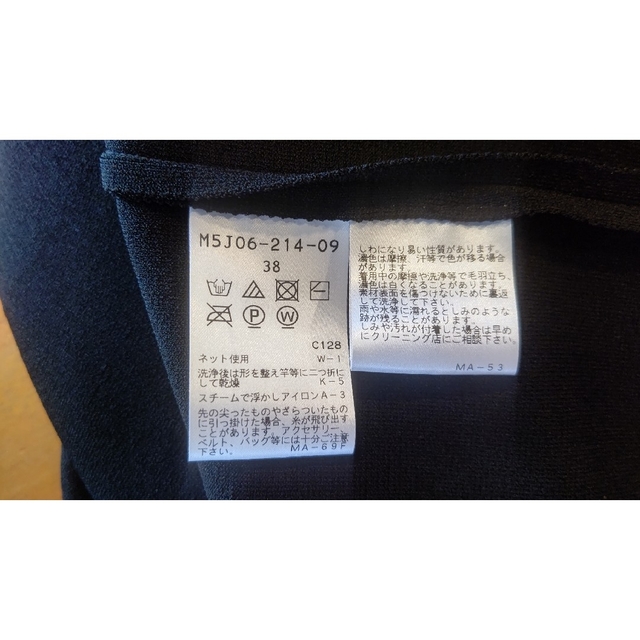 M5J06-214-09
38
C128
ネット使用 W-1
洗浄後は形を整え竿等に二つ折に
して乾燥 K-5
スチームで浮かしアイロンA-3
先の尖ったものやざらついたもの
に引っ掛けた場合、糸が飛び出す
ことがあります。アクセサリー、
ベルト、バッグ等には十分ご注意
下さい。 MA-69F
しわになり易い性質があります。
濃色は摩擦、汗等で色が移る場合
があります。
着用中の摩擦や洗浄等で毛羽立ち、
濃色は白くなることがあります。
素材表面を傷つけないために裏返
して洗浄して下さい。
雨や水等に濡れるとしみのような
跡が残ることがあります。
しみや汚れが付着した場合は早め
にクリーニング店にご相談下さい。
MA-53